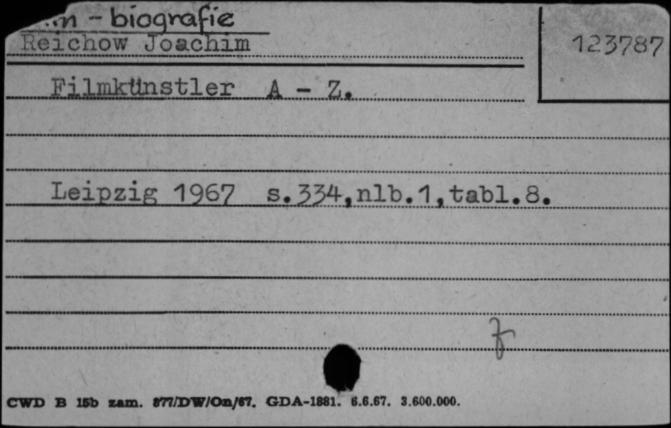 - biografie
Reichow Joachim
123787
Filmkünstler A - Z.
Leipzig 1967 s.334,nlb.1,tabl.8.
CWD B 15b zam. 877/DW/On/67. GDA-1881. 6.6.67. 3.600.000.